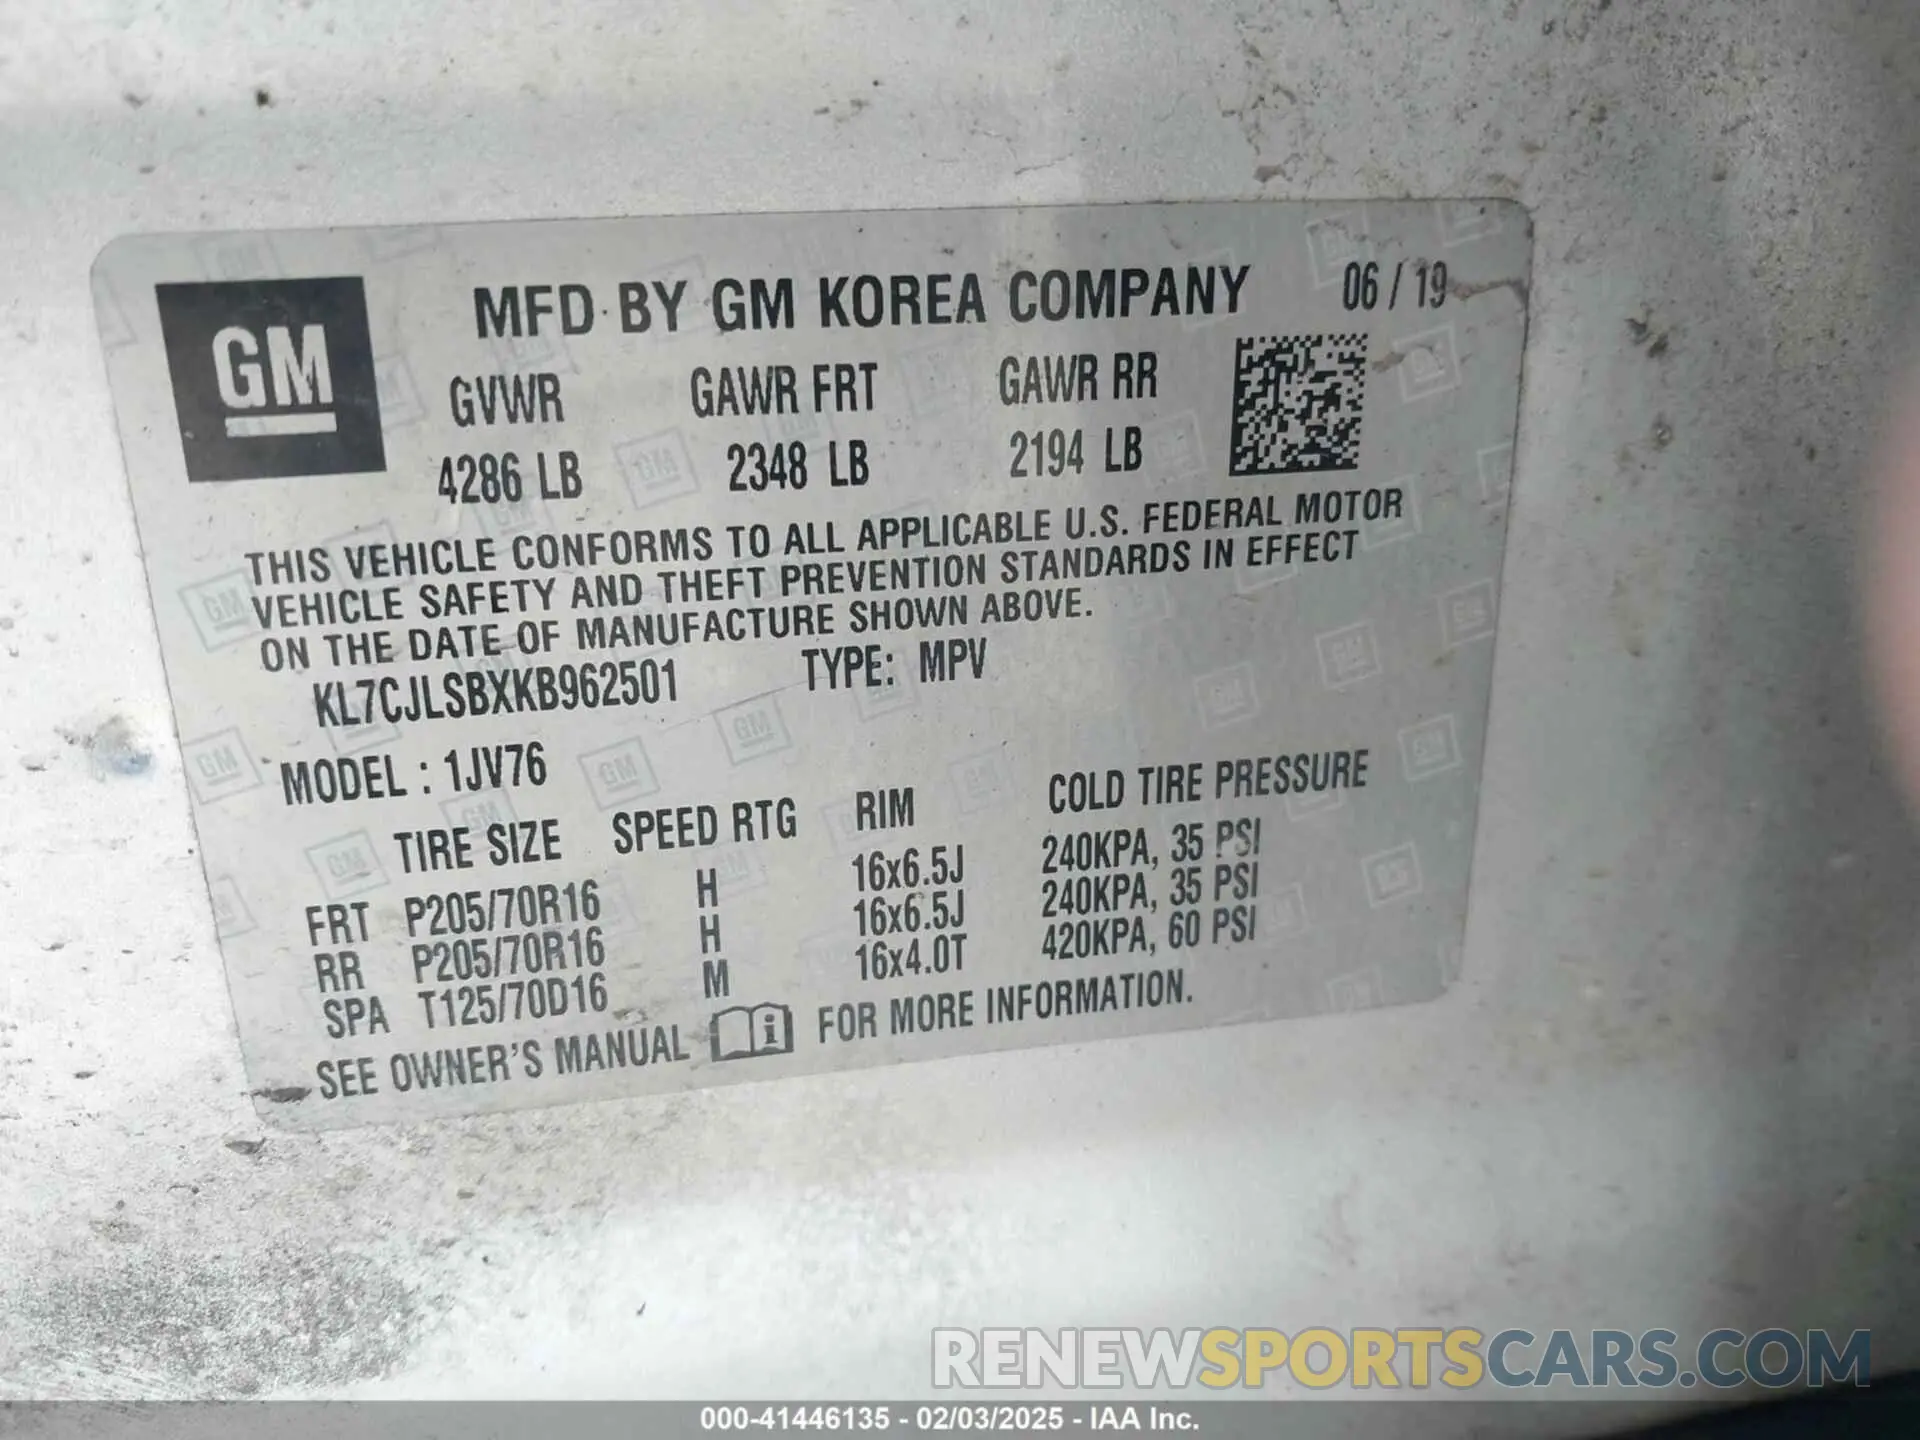 GM
MFD BY GM KOREA COMPANY 06 / 19
GVWR GAWR FRT GAWR RR
4286 LB 2348 LB 2194 LB
THIS VEHICLE CONFORMS TO ALL APPLICABLE U.S. FEDERAL MOTOR
VEHICLE SAFETY AND THEFT PREVENTION STANDARDS IN EFFECT
ON THE DATE OF MANUFACTURE SHOWN ABOVE.
KL7CJLSBXKB962501 TYPE: MPV
MODEL : 1JV76
TIRE SIZE SPEED RTG RIM COLD TIRE PRESSURE
FRT P205/70R16 H 16x6.5J 240KPA, 35 PSI
RR P205/70R16 H 16x6.5J 240KPA, 35 PSI
SPA T125/70D16 M 16x4.0T 420KPA, 60 PSI
SEE OWNER'S MANUAL FOR MORE INFORMATION.
RENEWSPORTSCARS.COM
000-41446135 - 02/03/2025 - IAA Inc.